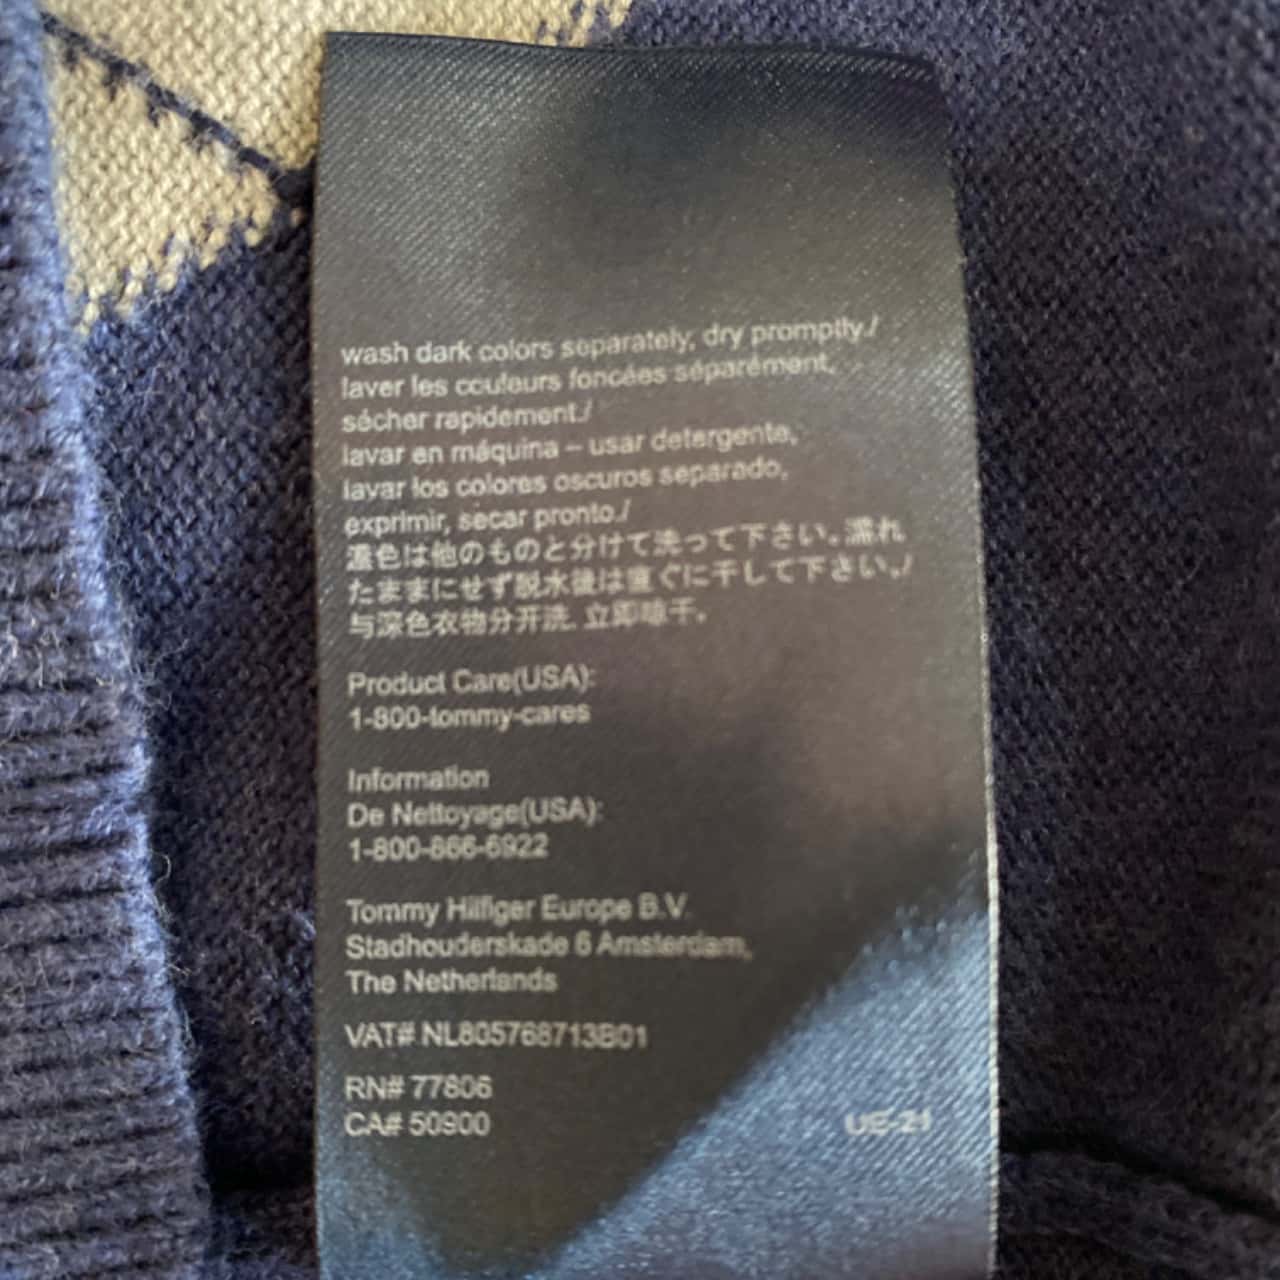 wash dark colors separately, dry promptly./
laver les couleurs foncées séparément,
sécher rapidement./
lavar en máquina – usar detergente,
lavar los colores oscuros separado,
exprimir, secar pronto./
濃色は他のものと分けて洗って下さい。濡れ
たままにせず脱水後は直ぐに干して下さい。/
与深色衣物分开洗. 立即晾干。
Product Care(USA):
1-800-tommy-cares
Information
De Nettoyage(USA):
1-800-866-6922
Tommy Hilfiger Europe B.V.
Stadhouderskade 6 Amsterdam,
The Netherlands
VAT# NL805768713B01
RN# 77806
CA# 50900
UE-21